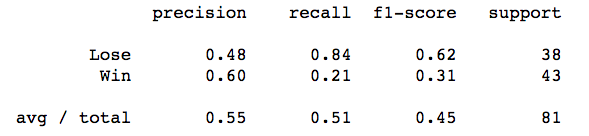 precision recall f1-score support
Lose 0.48 0.84 0.62 38
Win 0.60 0.21 0.31 43
avg / total 0.55 0.51 0.45 81